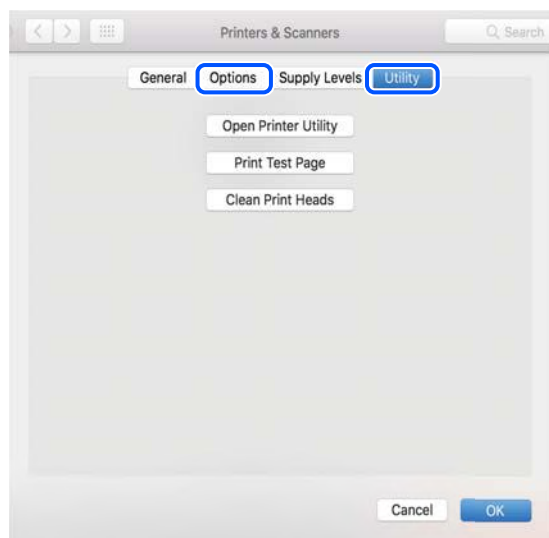 Printers & Scanners Search
General Options Supply Levels Utility
Open Printer Utility
Print Test Page
Clean Print Heads
Cancel OK